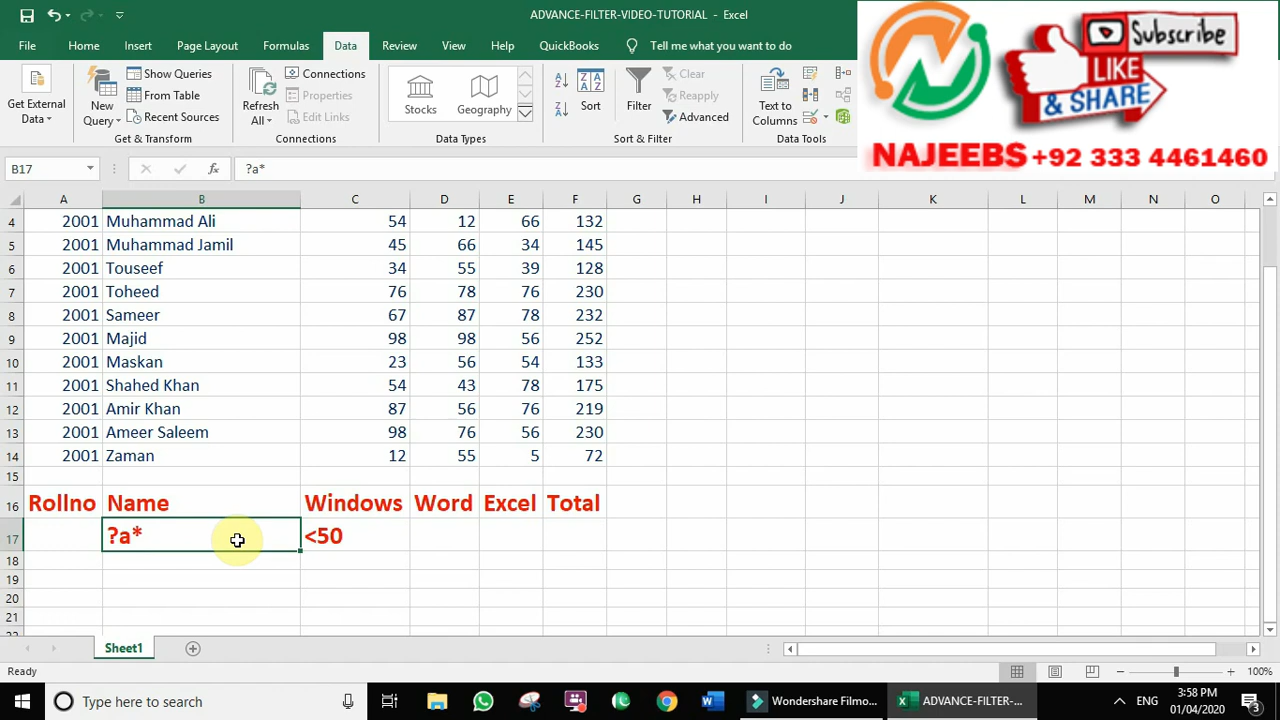 ADVANCE-FILTER-VIDEO-TUTORIAL - Excel
Subscribe
LIKE
& SHARE
NAJEEBS +92 333 4461460
File Home Insert Page Layout Formulas Data Review View Help QuickBooks Tell me what you want to do
Get External Data
New Query
Show Queries
From Table
Recent Sources
Get & Transform
Refresh All
Connections
Properties
Edit Links
Connections
Stocks
Geography
Data Types
Sort
Filter
Clear
Reapply
Advanced
Sort & Filter
Text to Columns
Data Tools
B17 fx ?a*
A B C D E F G H I J K L M N O
4 2001 Muhammad Ali 54 12 66 132
5 2001 Muhammad Jamil 45 66 34 145
6 2001 Touseef 34 55 39 128
7 2001 Toheed 76 78 76 230
8 2001 Sameer 67 87 78 232
9 2001 Majid 98 98 56 252
10 2001 Maskan 23 56 54 133
11 2001 Shahed Khan 54 43 78 175
12 2001 Amir Khan 87 56 76 219
13 2001 Ameer Saleem 98 76 56 230
14 2001 Zaman 12 55 5 72
15
16 Rollno Name Windows Word Excel Total
17 ?a* <50
18
19
20
21
Sheet1
Ready 100%
Type here to search
Wondershare Filmo...
ADVANCE-FILTER-...
ENG
3:58 PM
01/04/2020
3